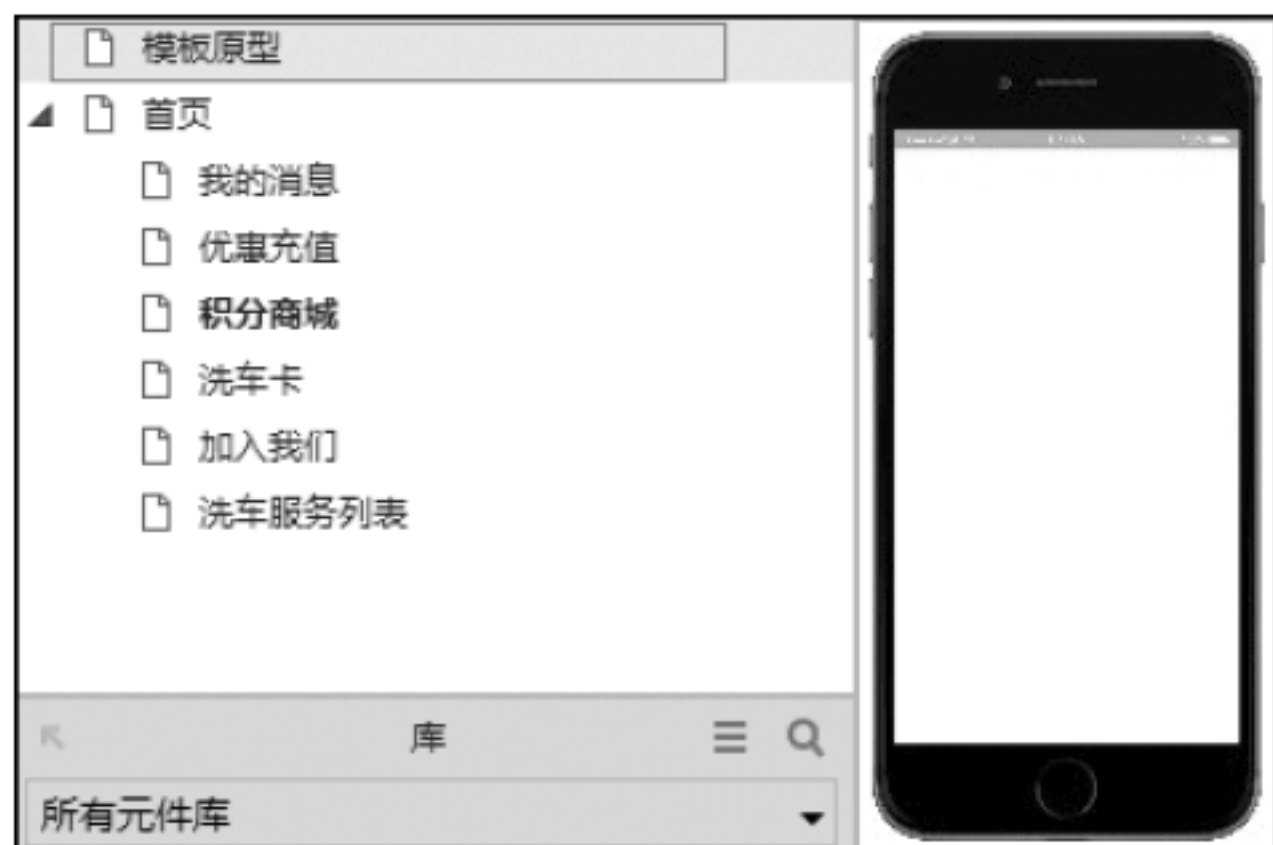 模板原型
首页
我的消息
优惠充值
积分商城
洗车卡
加入我们
洗车服务列表
库
所有元件库